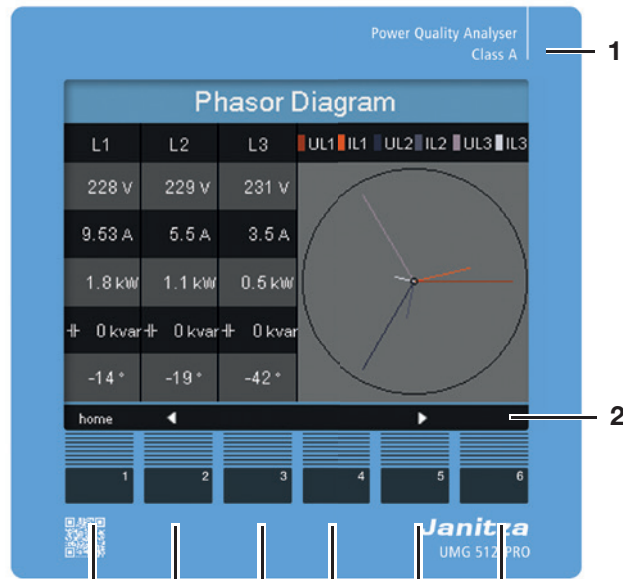 Power Quality Analyser
Class A
1
Phasor Diagram
L1 L2 L3 UL1 IL1 UL2 IL2 UL3 IL3
228 V 229 V 231 V
9.53 A 5.5 A 3.5 A
1.8 kW 1.1 kW 0.5 kW
0 kvar 0 kvar 0 kvar
-14 ° -19 ° -42 °
home
2
1 2 3 4 5 6
Janitza
UMG 512 PRO